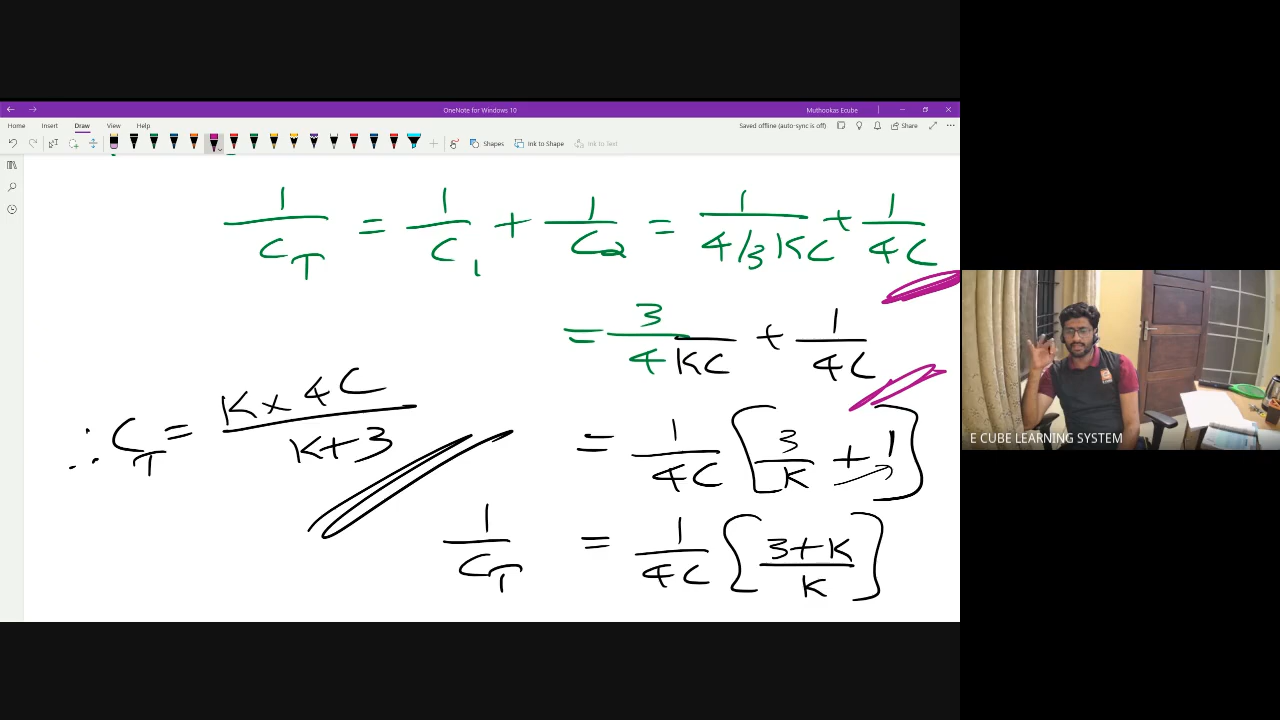 OneNote for Windows 10
Muthookas Ecube
Home Insert Draw View Help
Saved offline (auto-sync is off) Share
Shapes Ink to Shape Ink to Text
1/C_T = 1/C_1 + 1/C_2 = 1/(4/3 KC) + 1/4C
= 3/4KC + 1/4C
∴ C_T = K×4C/K+3
= 1/4C [3/K + 1]
1/C_T = 1/4C [3+K/K]
E CUBE LEARNING SYSTEM